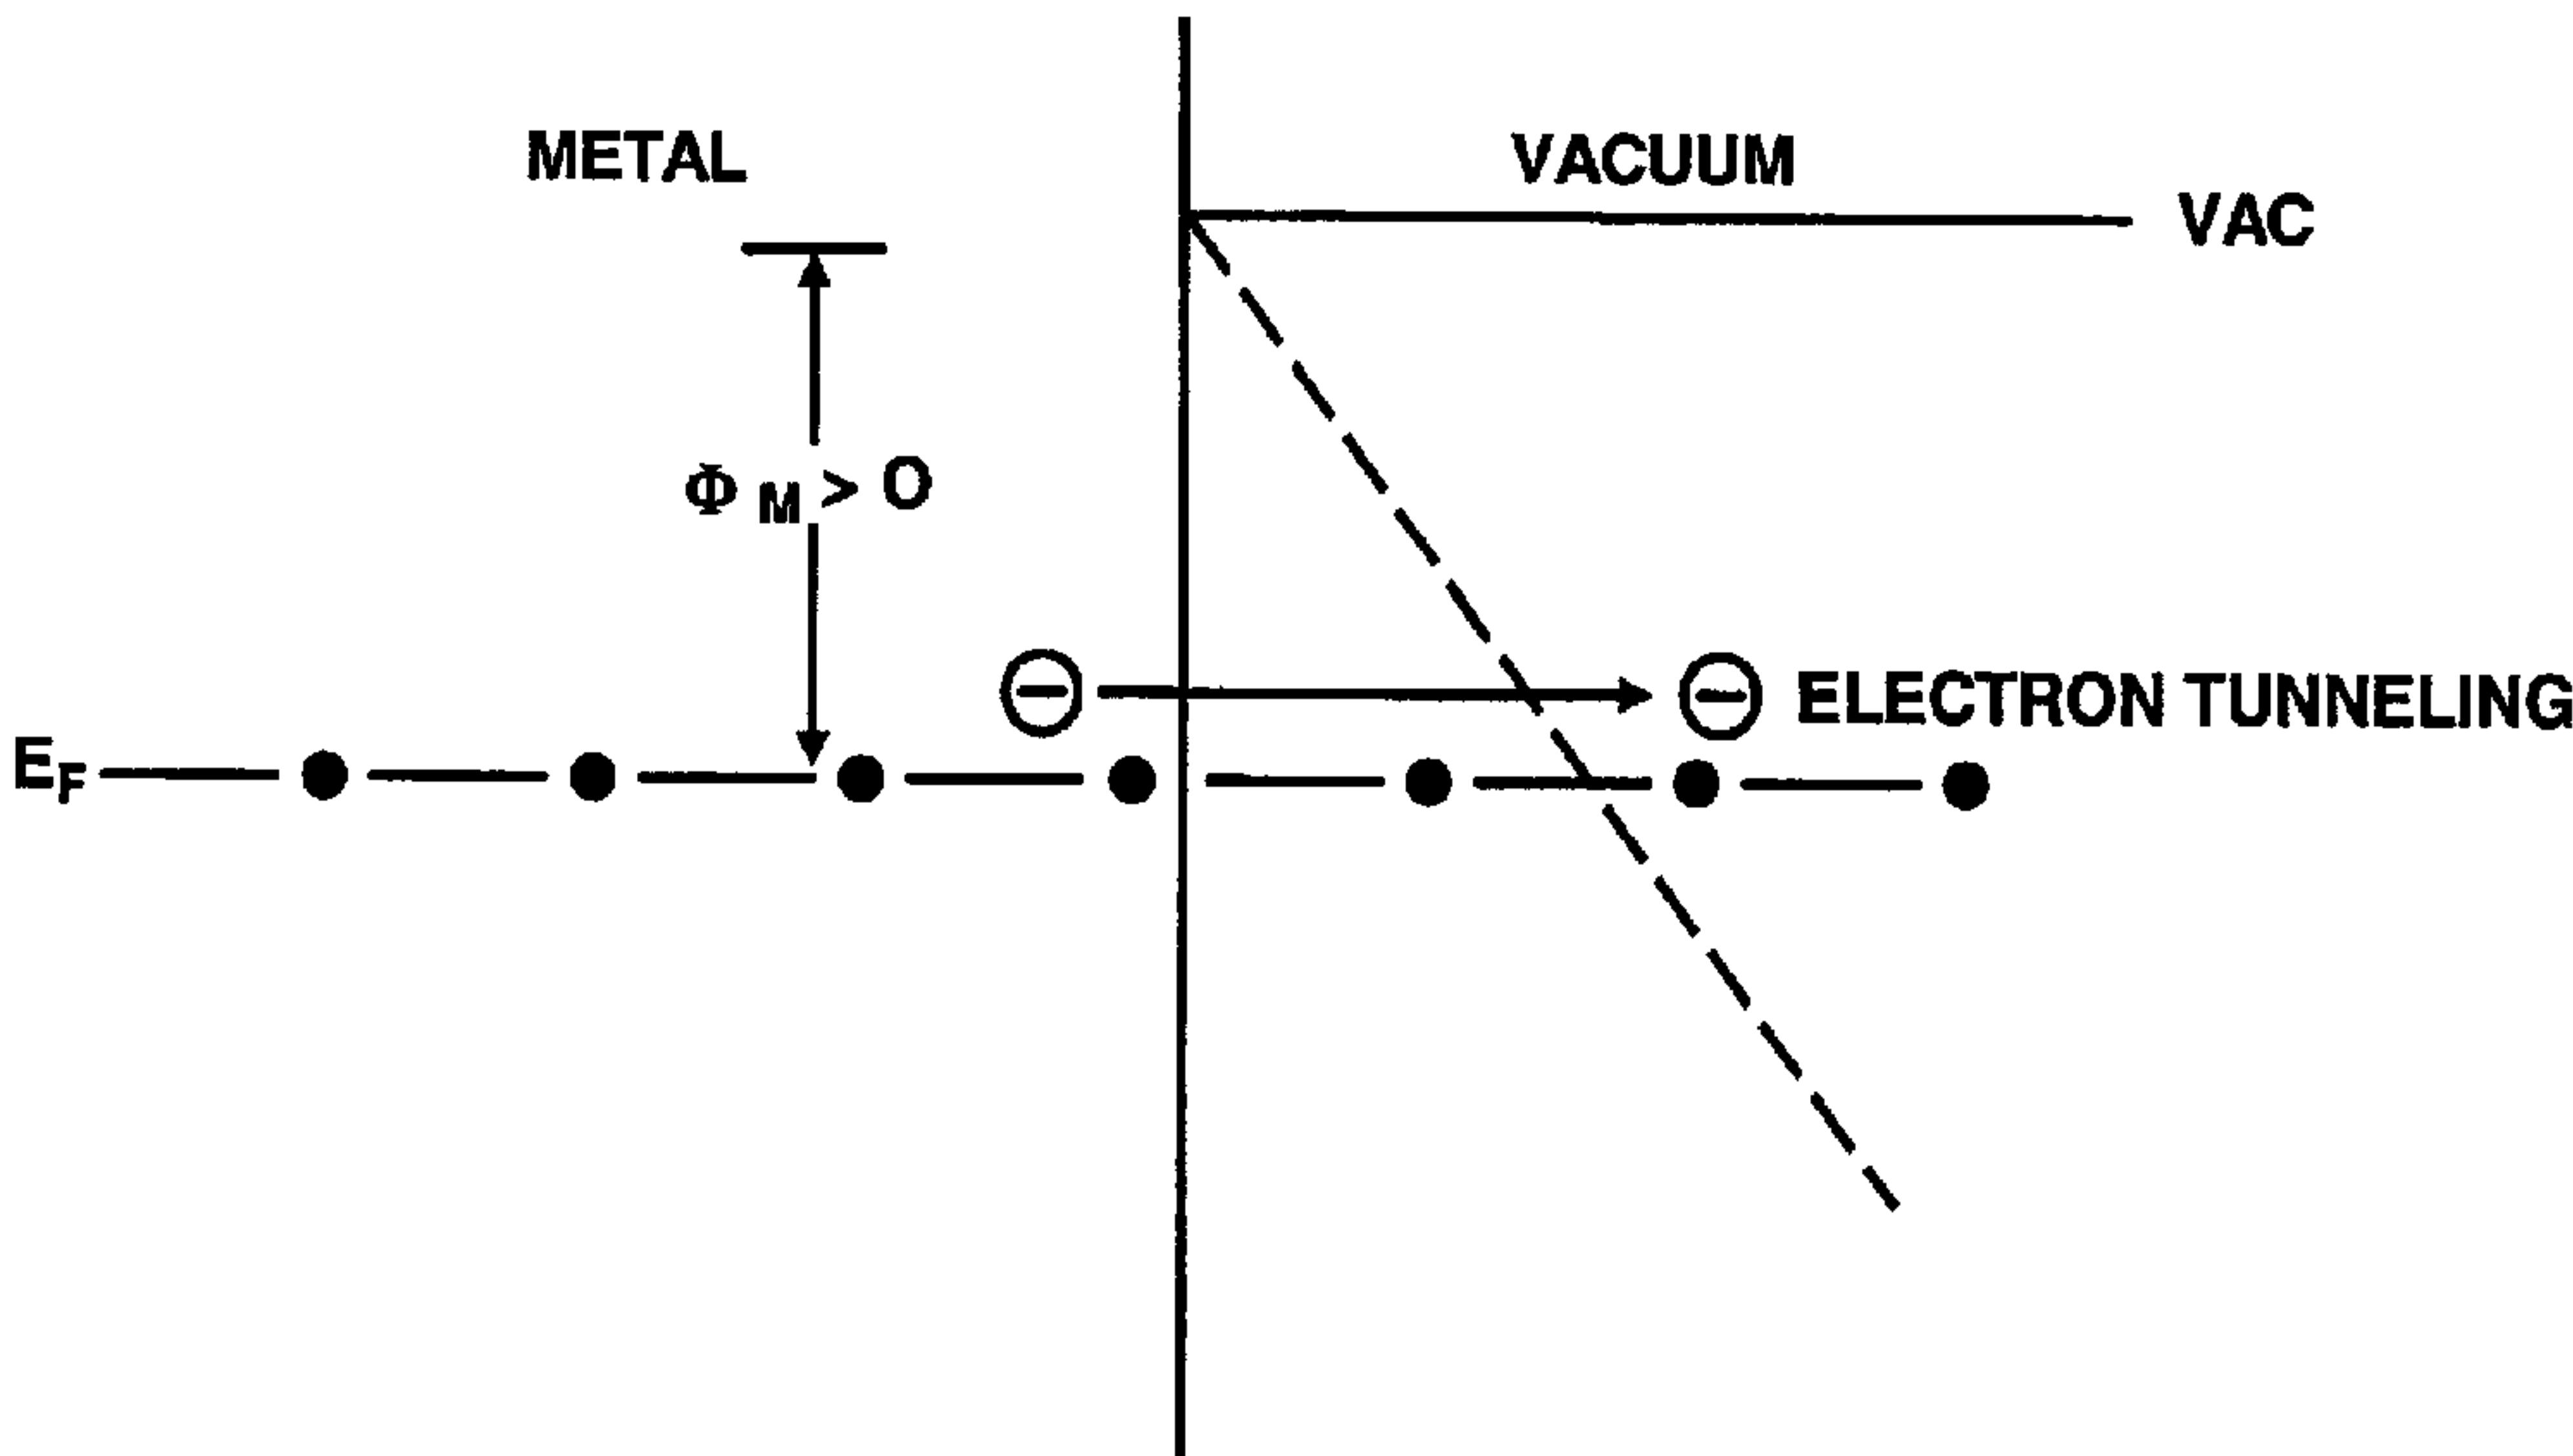 METAL
VACUUM
VAC
Φ M > O
⊖ ⊖ ELECTRON TUNNELING
EF